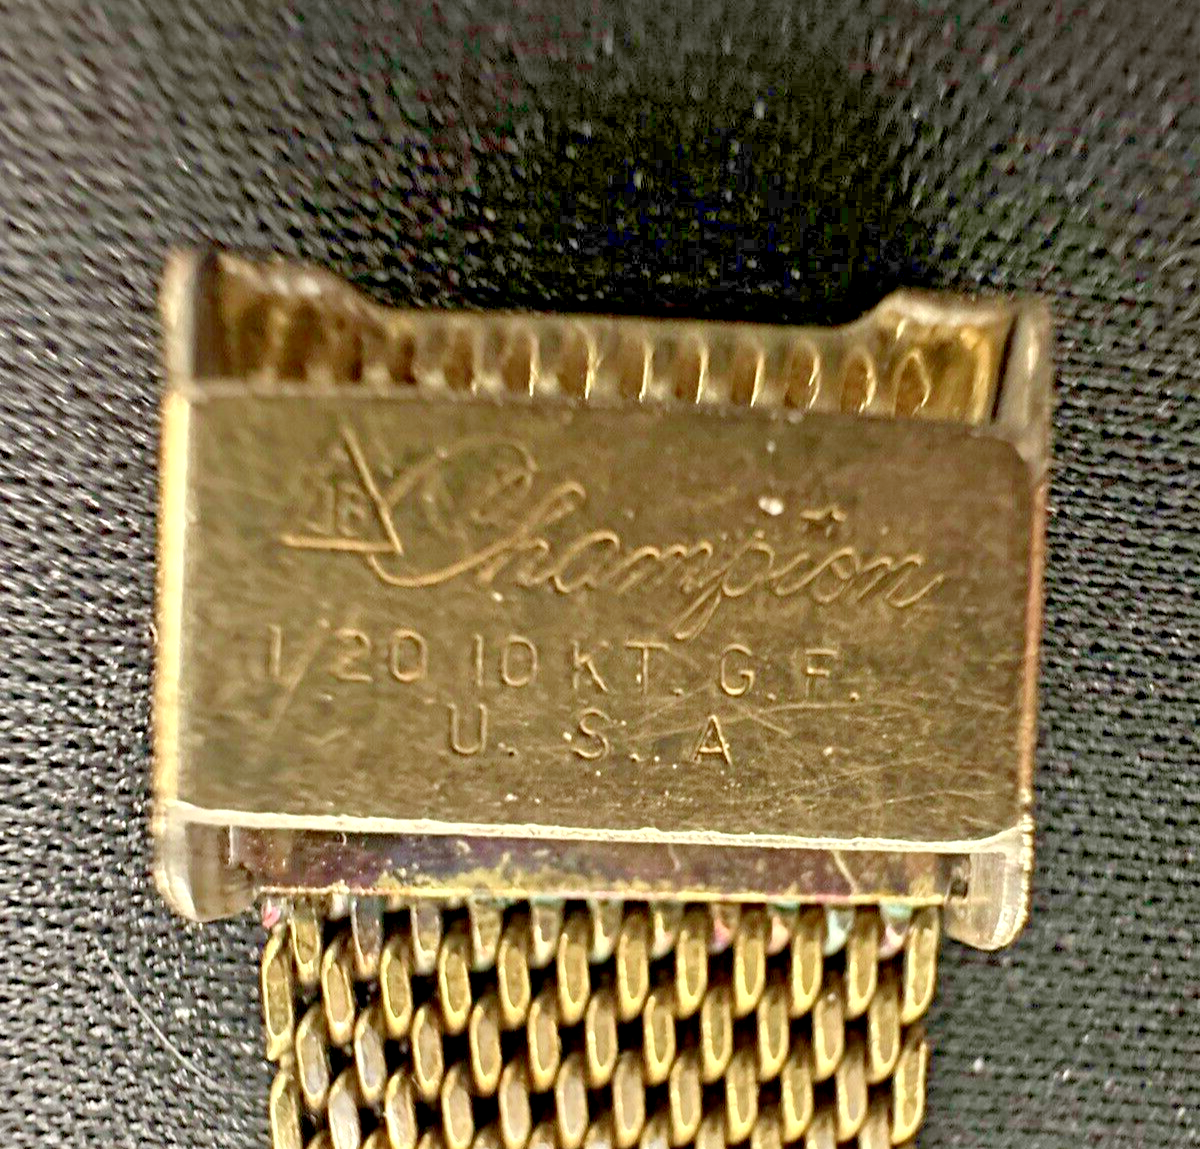 Champion
1/20 10 KT. G. F.
U. S. A